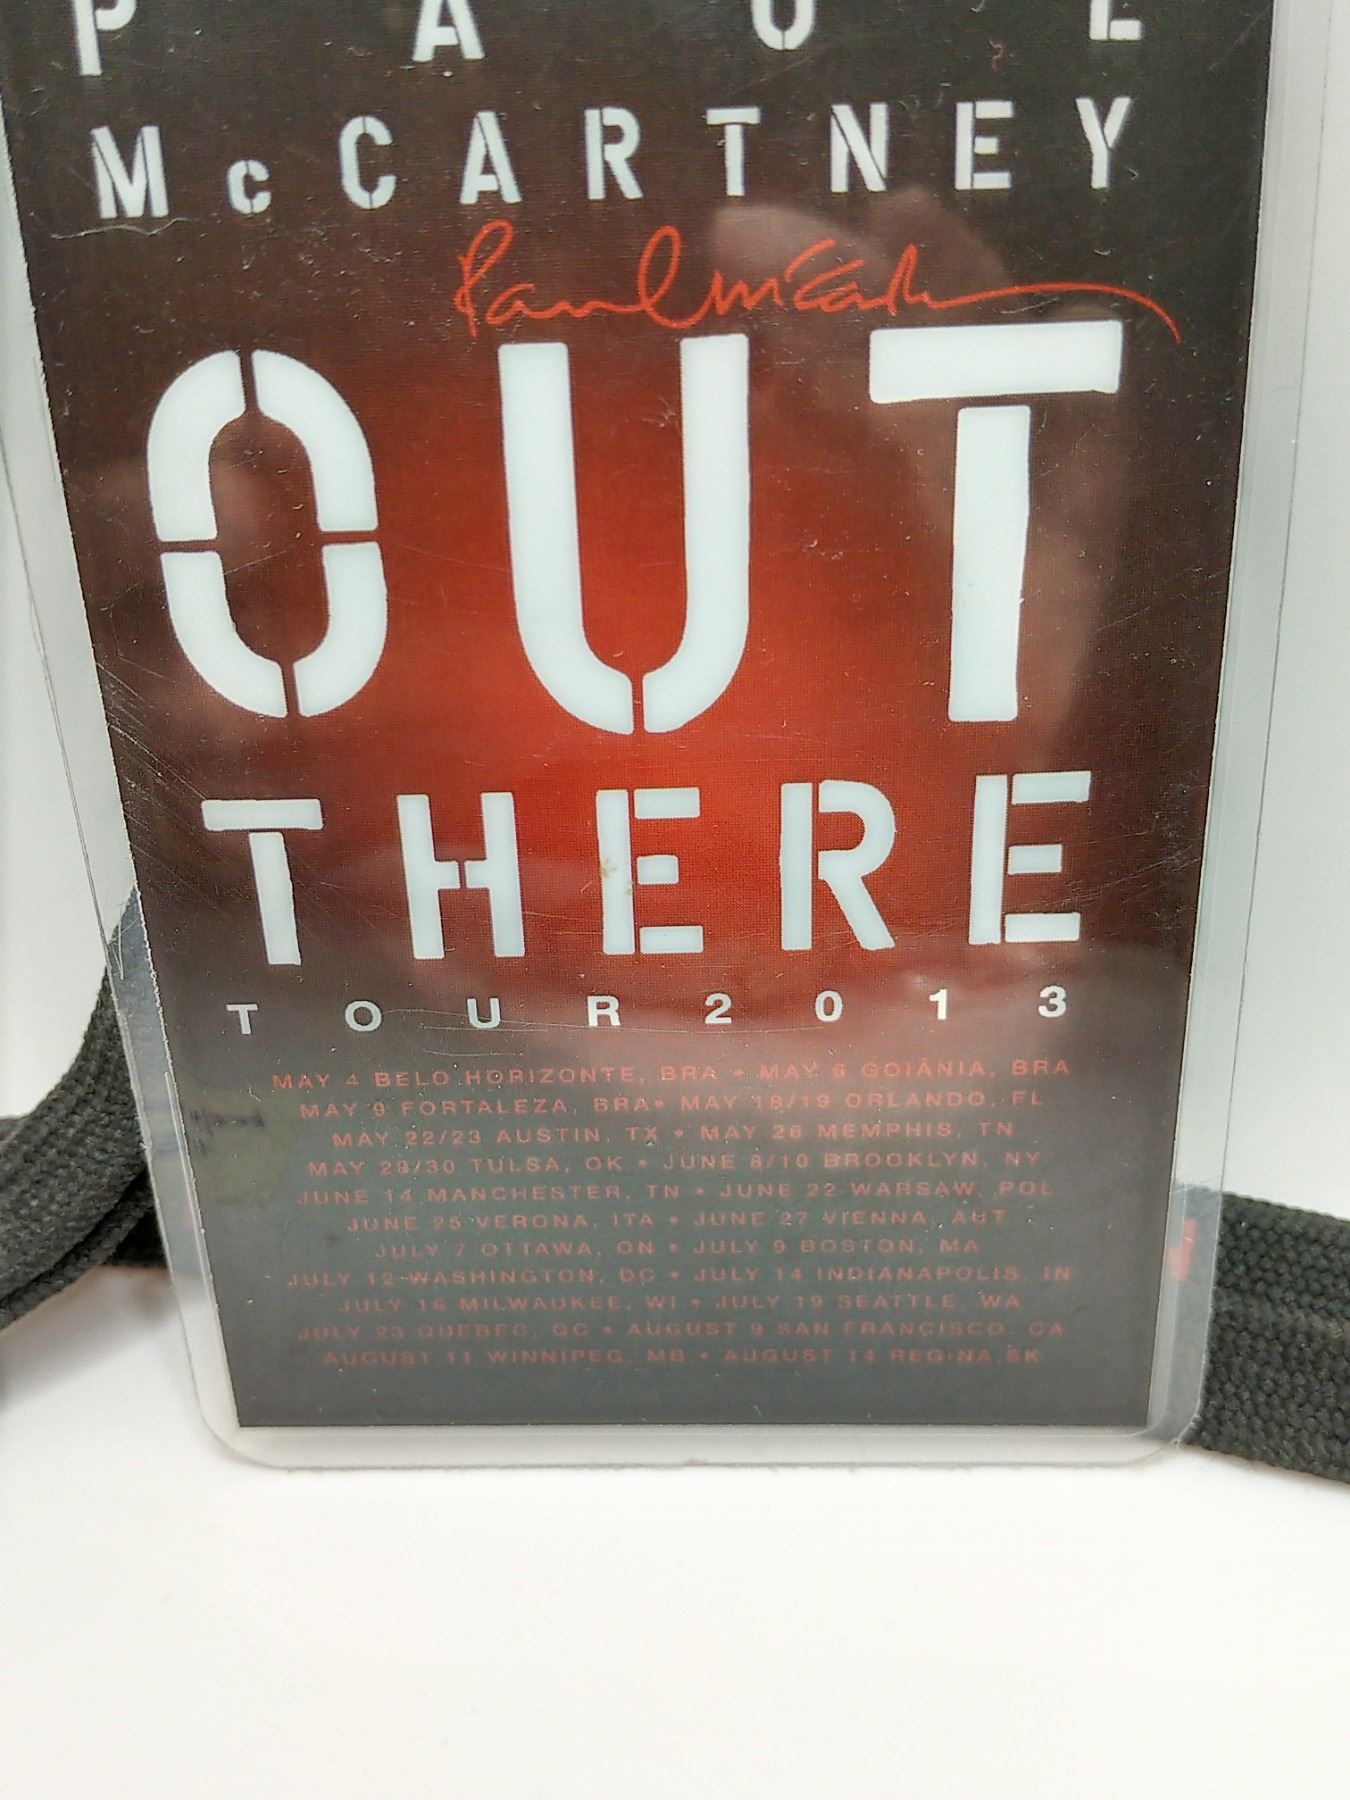 PAUL
McCARTNEY
Paul McCartney
OUT
THERE
TOUR2013
MAY 4 BELO HORIZONTE, BRA • MAY 6 GOIÂNIA, BRA
MAY 9 FORTALEZA, BRA• MAY 18/19 ORLANDO, FL
MAY 22/23 AUSTIN, TX • MAY 26 MEMPHIS, TN
MAY 29/30 TULSA, OK • JUNE 8/10 BROOKLYN, NY
JUNE 14 MANCHESTER, TN • JUNE 22 WARSAW, POL
JUNE 25 VERONA, ITA • JUNE 27 VIENNA, AUT
JULY 7 OTTAWA, ON • JULY 9 BOSTON, MA
JULY 12 WASHINGTON, DC • JULY 14 INDIANAPOLIS, IN
JULY 16 MILWAUKEE, WI • JULY 19 SEATTLE, WA
JULY 23 QUEBEC, QC • AUGUST 9 SAN FRANCISCO, CA
AUGUST 11 WINNIPEG, MB • AUGUST 14 REGINA,SK